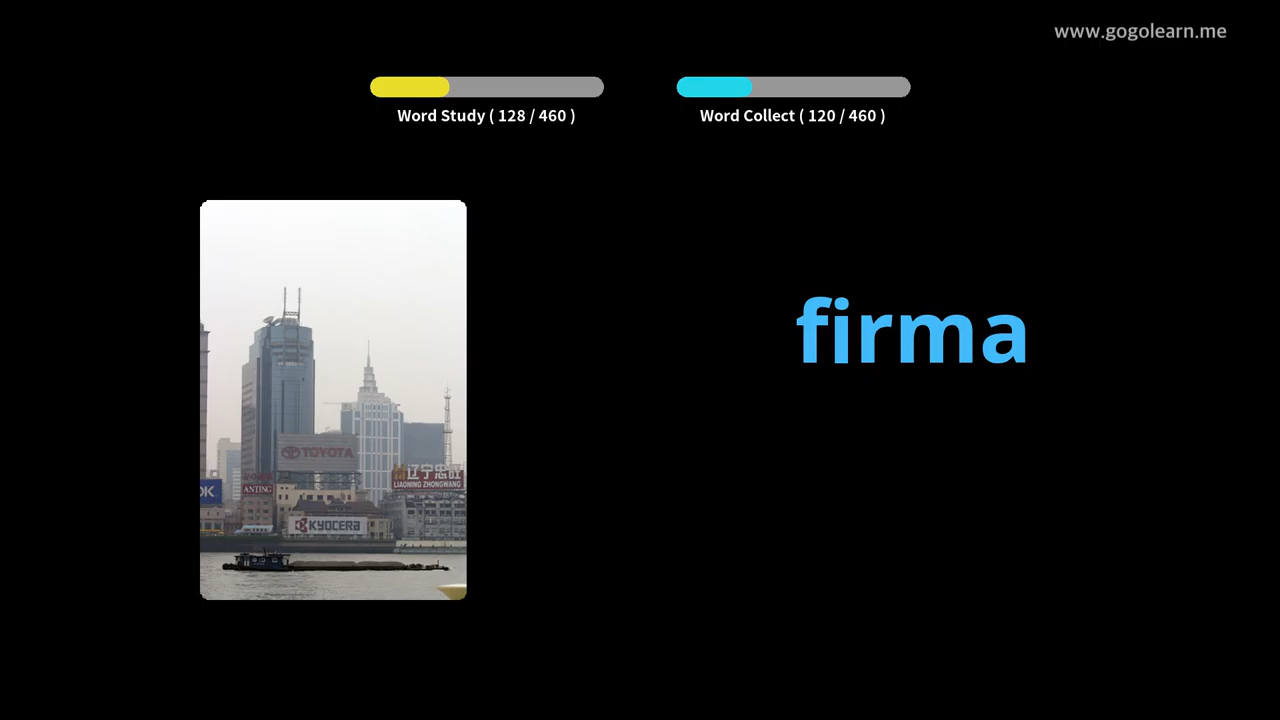 www.gogolearn.me
Word Study ( 128 / 460 )
Word Collect ( 120 / 460 )
firma
TOYOTA
辽宁忠旺
LIAONING ZHONGWANG
OK
ANTING
KYOCERA